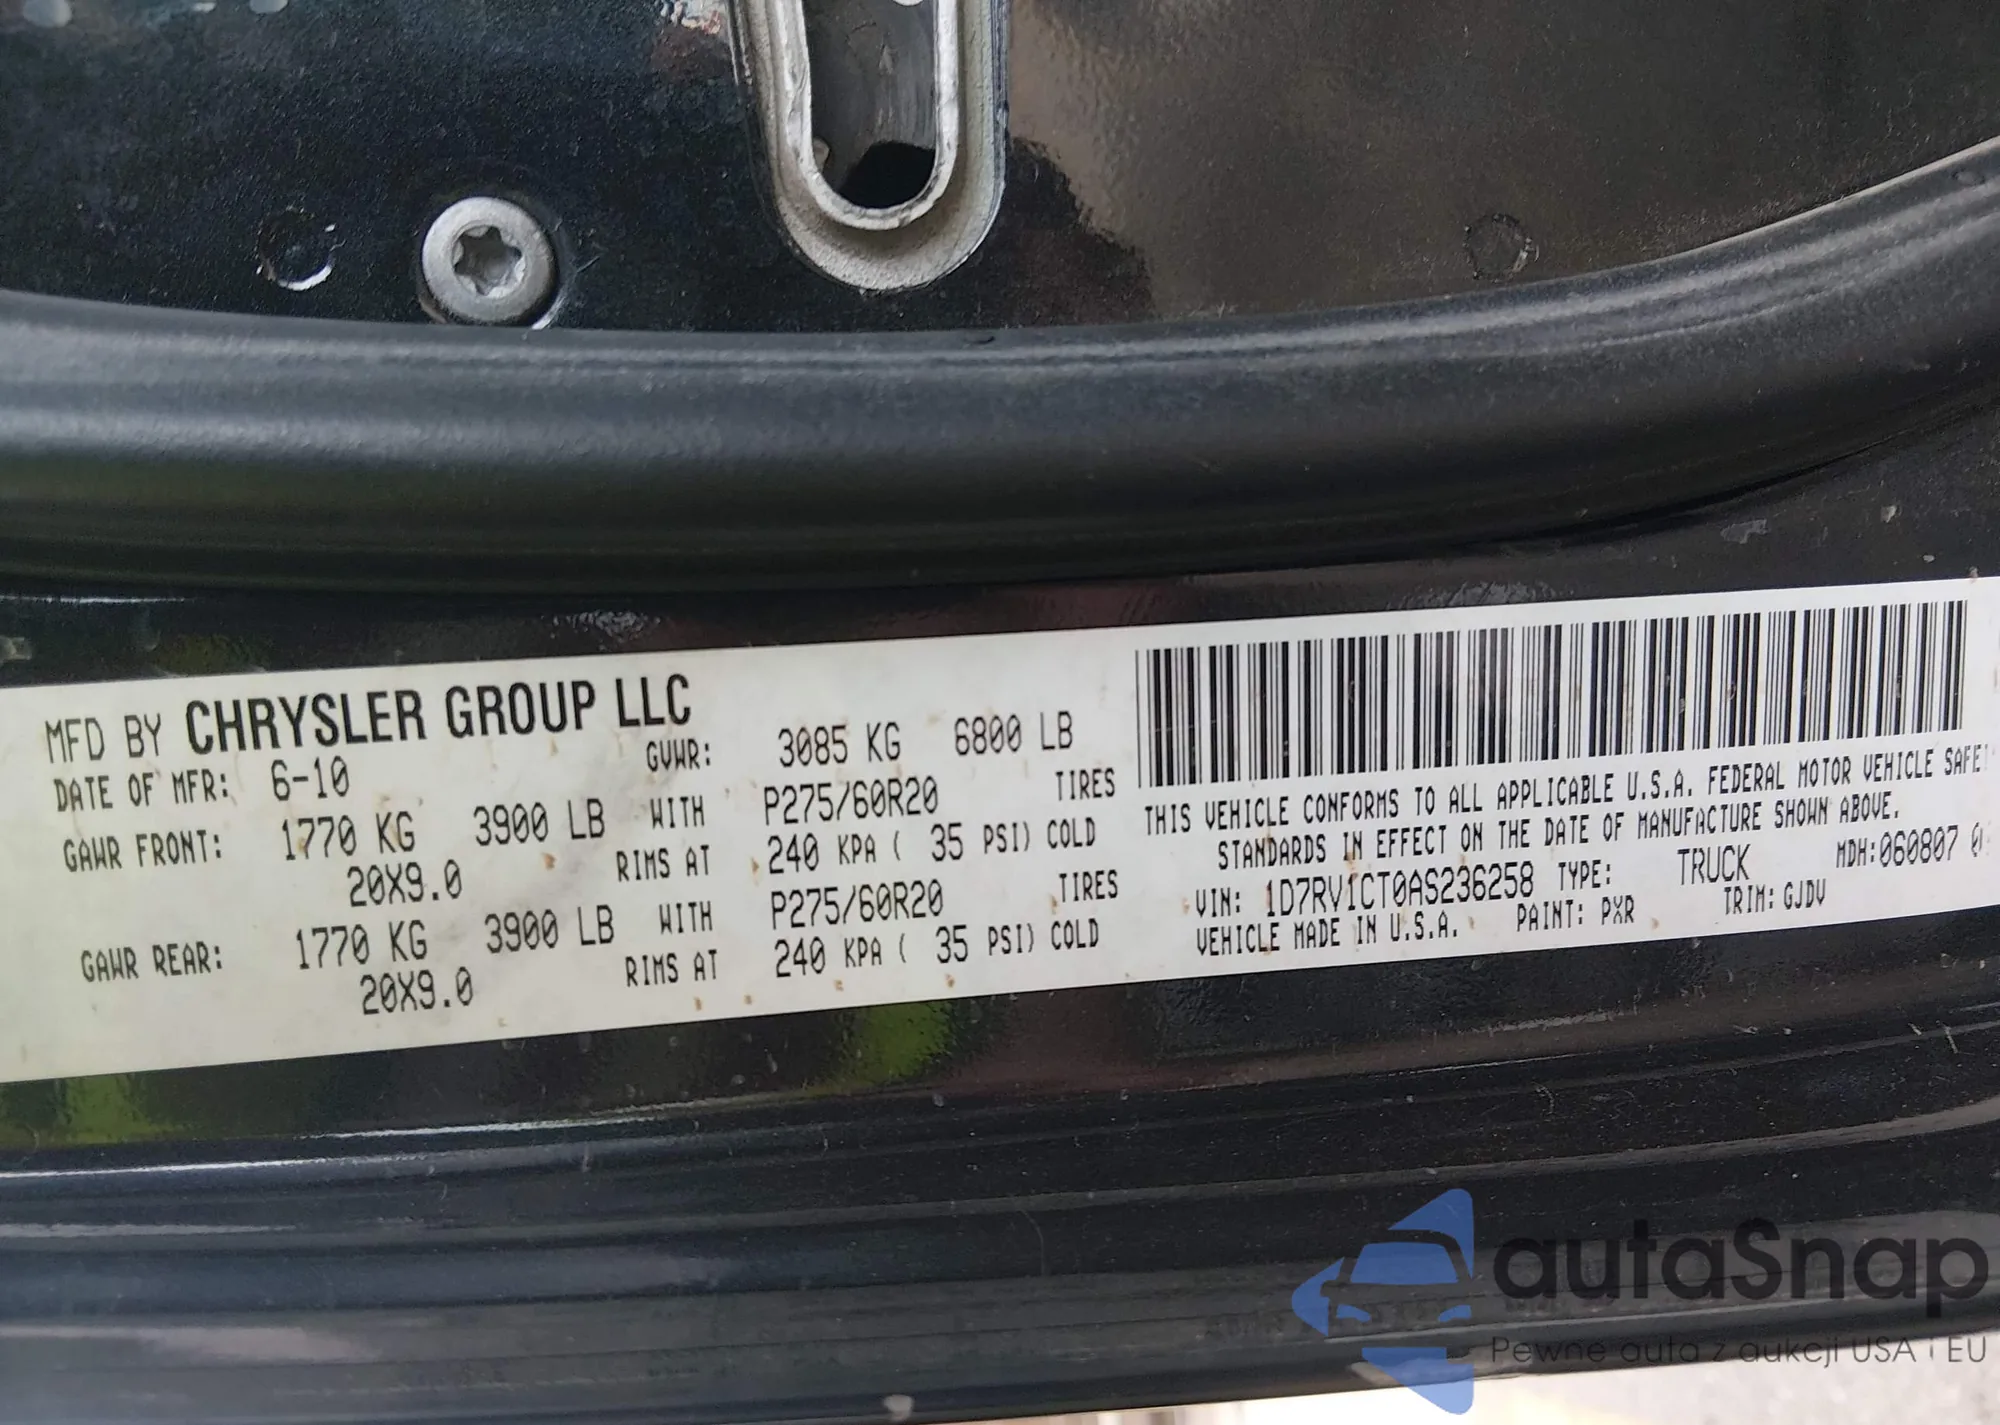 MFD BY CHRYSLER GROUP LLC
DATE OF MFR: 6-10 GVWR: 3085 KG 6800 LB
GAWR FRONT: 1770 KG 3900 LB WITH P275/60R20 TIRES
20X9.0 RIMS AT 240 KPA ( 35 PSI) COLD
GAWR REAR: 1770 KG 3900 LB WITH P275/60R20 TIRES
20X9.0 RIMS AT 240 KPA ( 35 PSI) COLD
THIS VEHICLE CONFORMS TO ALL APPLICABLE U.S.A. FEDERAL MOTOR VEHICLE
STANDARDS IN EFFECT ON THE DATE OF MANUFACTURE SHOWN ABOVE.
VIN: 1D7RV1CT0AS236258 TYPE: TRUCK MDH:060807
VEHICLE MADE IN U.S.A. PAINT: PXR TRIM: GJDV
autaSnap
Pewne auta z aukcji USA i EU